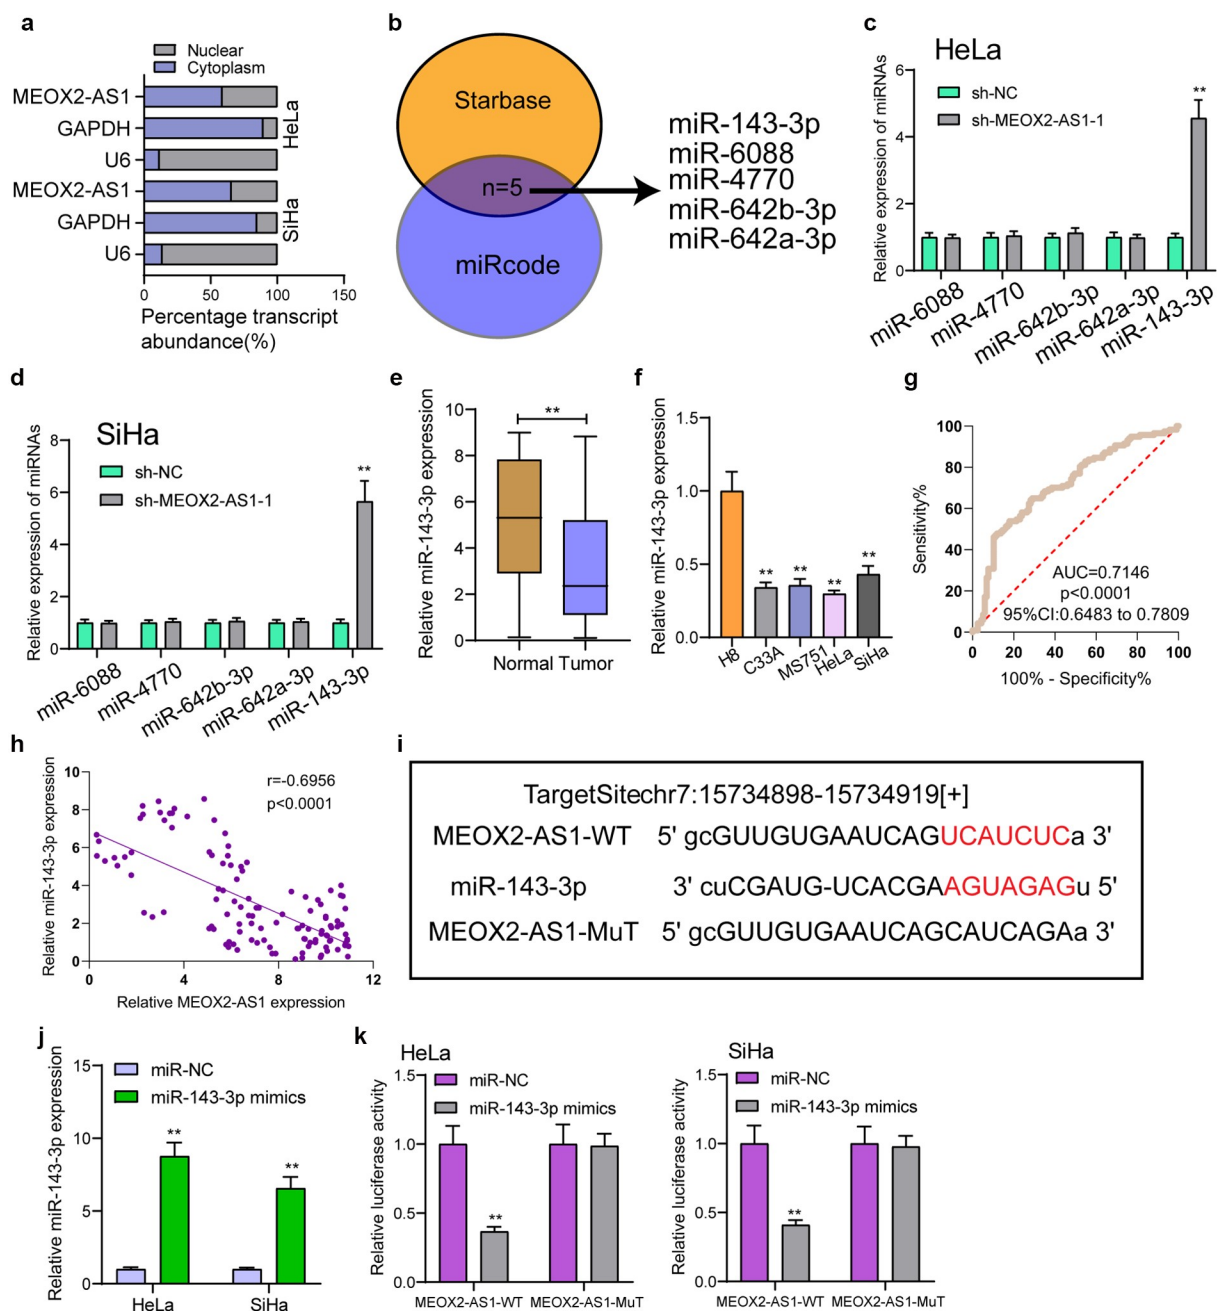 a
Nuclear
Cytoplasm
MEOX2-AS1
GAPDH
U6
HeLa
MEOX2-AS1
GAPDH
U6
SiHa
0 50 100 150
Percentage transcript
abundance(%)
b
Starbase
n=5
miRcode
miR-143-3p
miR-6088
miR-4770
miR-642b-3p
miR-642a-3p
c
HeLa
sh-NC
sh-MEOX2-AS1-1
Relative expression of miRNAs
6
4
2
0
**
miR-6088 miR-4770 miR-642b-3p miR-642a-3p miR-143-3p
d
SiHa
sh-NC
sh-MEOX2-AS1-1
Relative expression of miRNAs
8
6
4
2
0
**
miR-6088 miR-4770 miR-642b-3p miR-642a-3p miR-143-3p
e
Relative miR-143-3p expression
10
8
6
4
2
0
**
Normal Tumor
f
Relative miR-143-3p expression
1.5
1.0
0.5
0.0
** ** ** **
H8 C33A MS751 HeLa SiHa
g
Sensitivity%
100
80
60
40
20
0
AUC=0.7146
p<0.0001
95%CI:0.6483 to 0.7809
0 20 40 60 80 100
100% - Specificity%
h
Relative miR-143-3p expression
10
8
6
4
2
0
r=-0.6956
p<0.0001
0 4 8 12
Relative MEOX2-AS1 expression
i
TargetSitechr7:15734898-15734919[+]
MEOX2-AS1-WT 5' gcGUUGUGAAUCAGUCAUCUCa 3'
miR-143-3p 3' cuCGAUG-UCACGAAGUAGAGu 5'
MEOX2-AS1-MuT 5' gcGUUGUGAAUCAGCAUCAGAa 3'
j
Relative miR-143-3p expression
miR-NC
miR-143-3p mimics
15
10
5
0
** **
HeLa SiHa
k
HeLa
Relative luciferase activity
miR-NC
miR-143-3p mimics
1.5
1.0
0.5
0.0
**
MEOX2-AS1-WT MEOX2-AS1-MuT
SiHa
Relative luciferase activity
miR-NC
miR-143-3p mimics
1.5
1.0
0.5
0.0
**
MEOX2-AS1-WT MEOX2-AS1-MuT